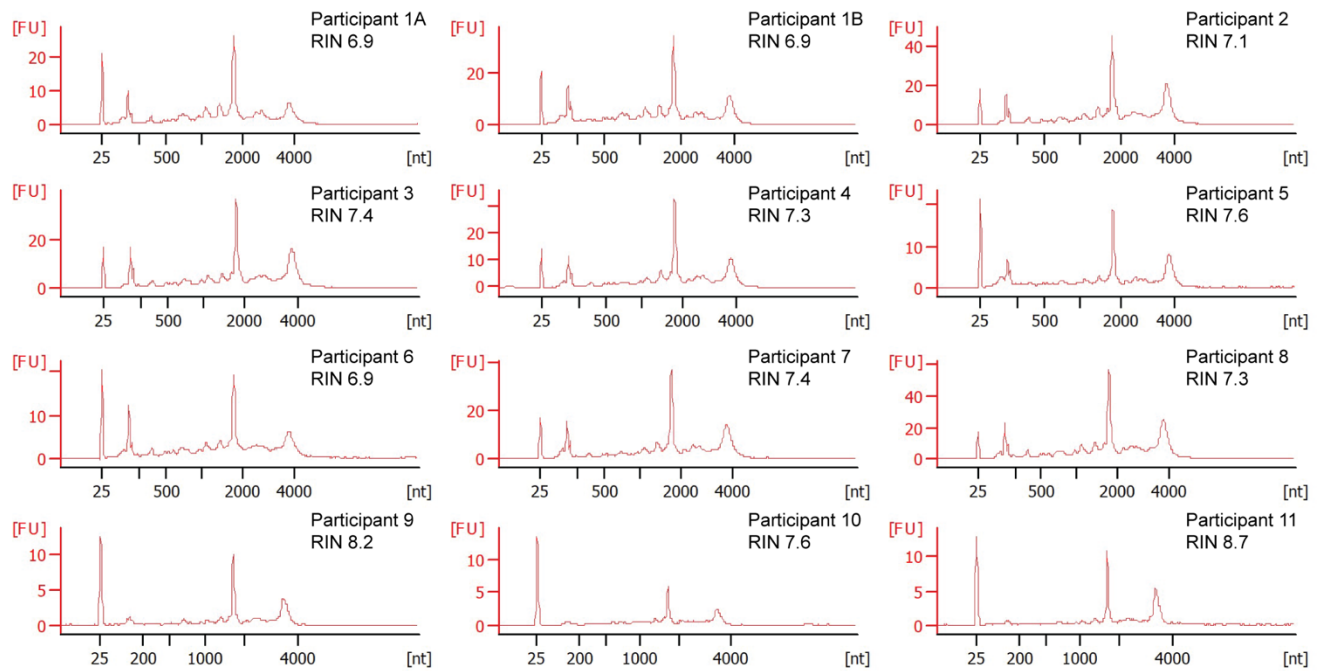 [FU]
Participant 1A
RIN 6.9
20
10
0
25 500 2000 4000 [nt]
[FU]
Participant 1B
RIN 6.9
40
20
0
25 500 2000 4000 [nt]
[FU]
Participant 2
RIN 7.1
40
20
0
25 500 2000 4000 [nt]
[FU]
Participant 3
RIN 7.4
20
0
25 500 2000 4000 [nt]
[FU]
Participant 4
RIN 7.3
30
20
10
0
25 500 2000 4000 [nt]
[FU]
Participant 5
RIN 7.6
10
0
25 500 2000 4000 [nt]
[FU]
Participant 6
RIN 6.9
10
0
25 500 2000 4000 [nt]
[FU]
Participant 7
RIN 7.4
40
20
0
25 500 2000 4000 [nt]
[FU]
Participant 8
RIN 7.3
40
20
0
25 500 2000 4000 [nt]
[FU]
Participant 9
RIN 8.2
10
5
0
25 200 1000 4000 [nt]
[FU]
Participant 10
RIN 7.6
10
5
0
25 200 1000 4000 [nt]
[FU]
Participant 11
RIN 8.7
10
5
0
25 200 1000 4000 [nt]